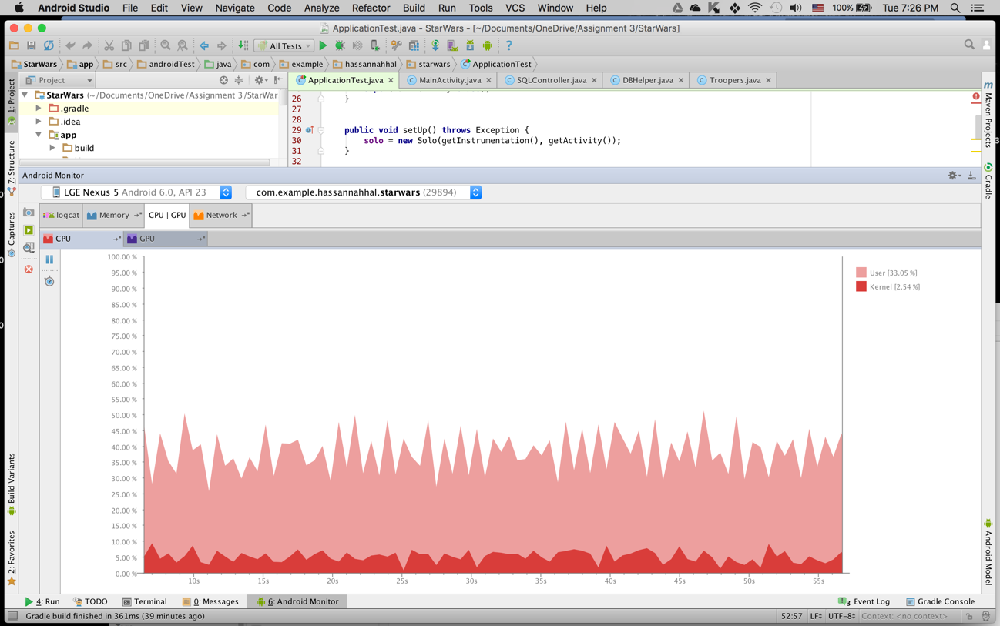 Android Studio File Edit View Navigate Code Analyze Refactor Build Run Tools VCS Window Help 100% Tue 7:26 PM
ApplicationTest.java - StarWars - [~/Documents/OneDrive/Assignment 3/StarWars]
All Tests
StarWars app src androidTest java com example hassannahhal starwars ApplicationTest
1: Project
Z: Structure
Captures
Build Variants
2: Favorites
Project
StarWars (~/Documents/OneDrive/Assignment 3/StarWar
.gradle
.idea
app
build
ApplicationTest.java MainActivity.java SQLController.java DBHelper.java Troopers.java
26 }
27
28
29 public void setUp() throws Exception {
30 solo = new Solo(getInstrumentation(), getActivity());
31 }
32
Maven Projects
Gradle
Android Model
Android Monitor
LGE Nexus 5 Android 6.0, API 23 com.example.hassannahhal.starwars (29894)
logcat Memory CPU | GPU Network
CPU GPU
100.00 %
95.00 %
90.00 %
85.00 %
80.00 %
75.00 %
70.00 %
65.00 %
60.00 %
55.00 %
50.00 %
45.00 %
40.00 %
35.00 %
30.00 %
25.00 %
20.00 %
15.00 %
10.00 %
5.00 %
0.00 %
10s 15s 20s 25s 30s 35s 40s 45s 50s 55s
User [33.05 %]
Kernel [2.54 %]
4: Run TODO Terminal 0: Messages 6: Android Monitor 3 Event Log Gradle Console
Gradle build finished in 361ms (39 minutes ago) 52:57 LF UTF-8 Context: <no context>